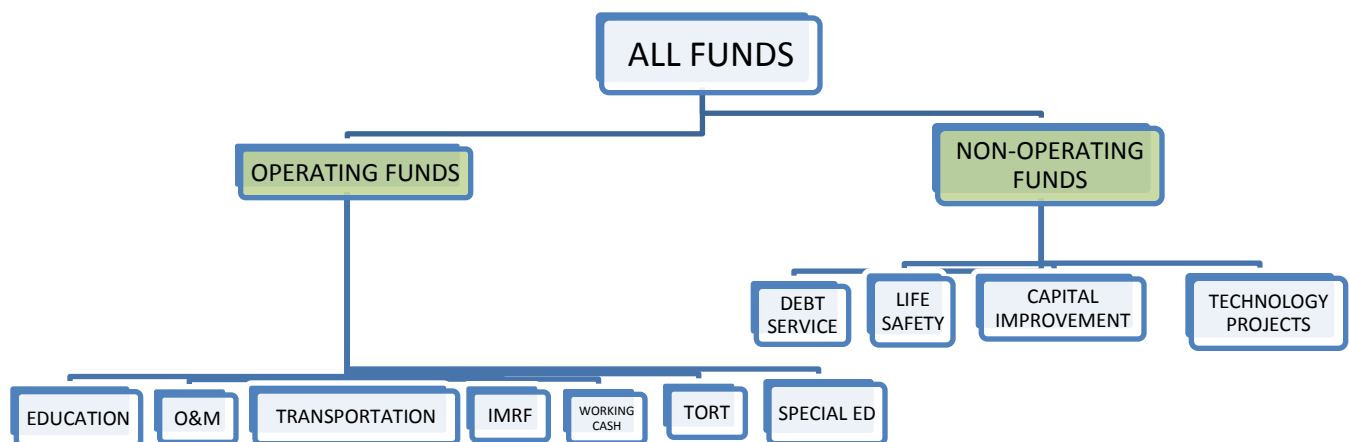 ALL FUNDS
OPERATING FUNDS
NON-OPERATING
FUNDS
DEBT
SERVICE
LIFE
SAFETY
CAPITAL
IMPROVEMENT
TECHNOLOGY
PROJECTS
EDUCATION
O&M
TRANSPORTATION
IMRF
WORKING
CASH
TORT
SPECIAL ED